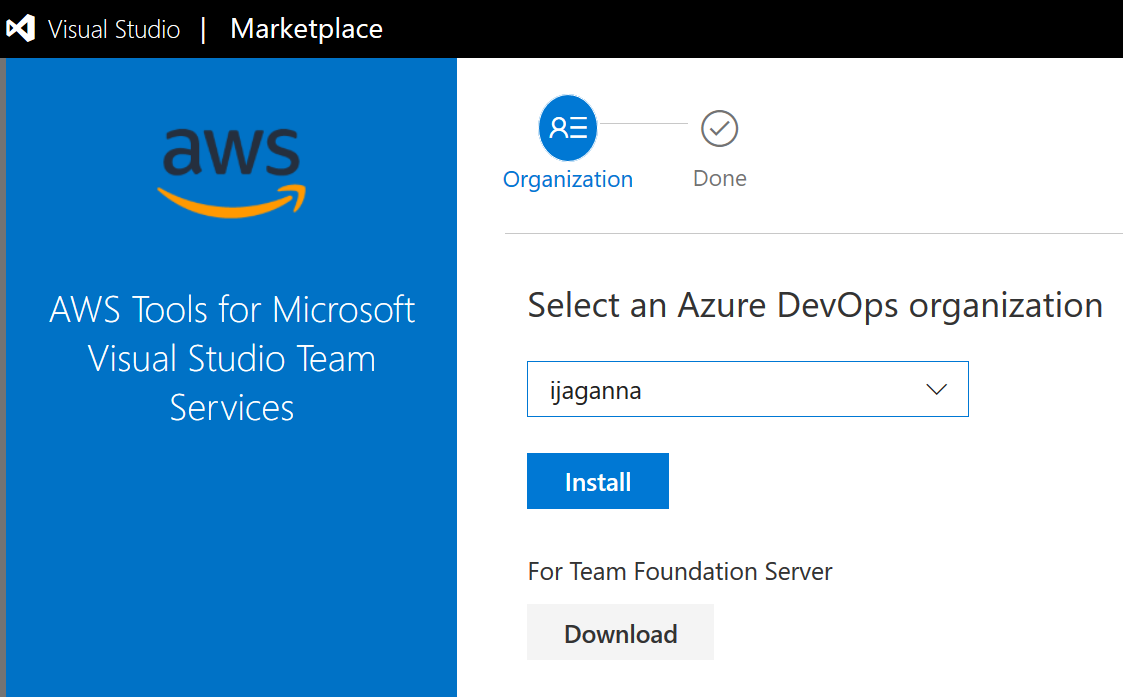 Visual Studio | Marketplace
aws
AWS Tools for Microsoft
Visual Studio Team
Services
Organization
Done
Select an Azure DevOps organization
ijaganna
Install
For Team Foundation Server
Download